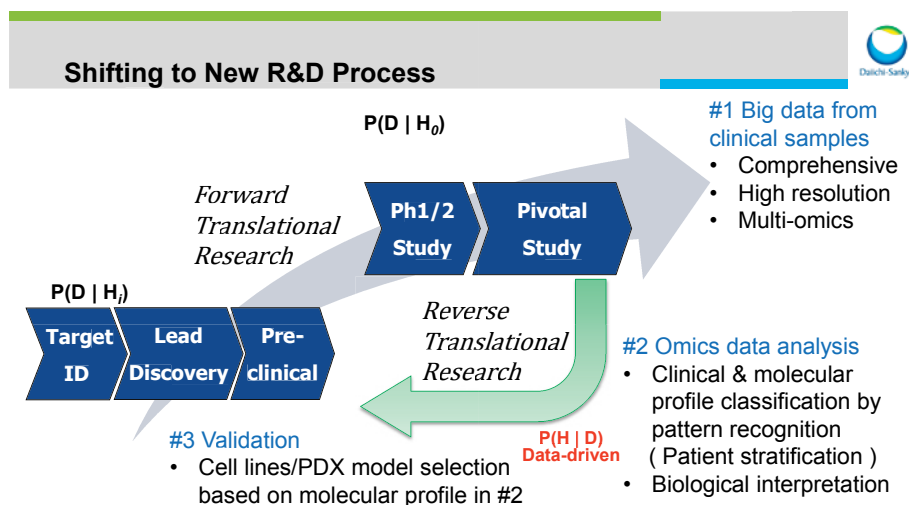 Shifting to New R&D Process
Daiichi-Sanky
P(D | H0)
#1 Big data from
clinical samples
• Comprehensive
• High resolution
• Multi-omics
Forward
Translational
Research
Ph1/2
Study
Pivotal
Study
P(D | Hi)
Target
ID
Lead
Discovery
Pre-
clinical
Reverse
Translational
Research
#2 Omics data analysis
• Clinical & molecular
profile classification by
pattern recognition
( Patient stratification )
• Biological interpretation
P(H | D)
Data-driven
#3 Validation
• Cell lines/PDX model selection
based on molecular profile in #2